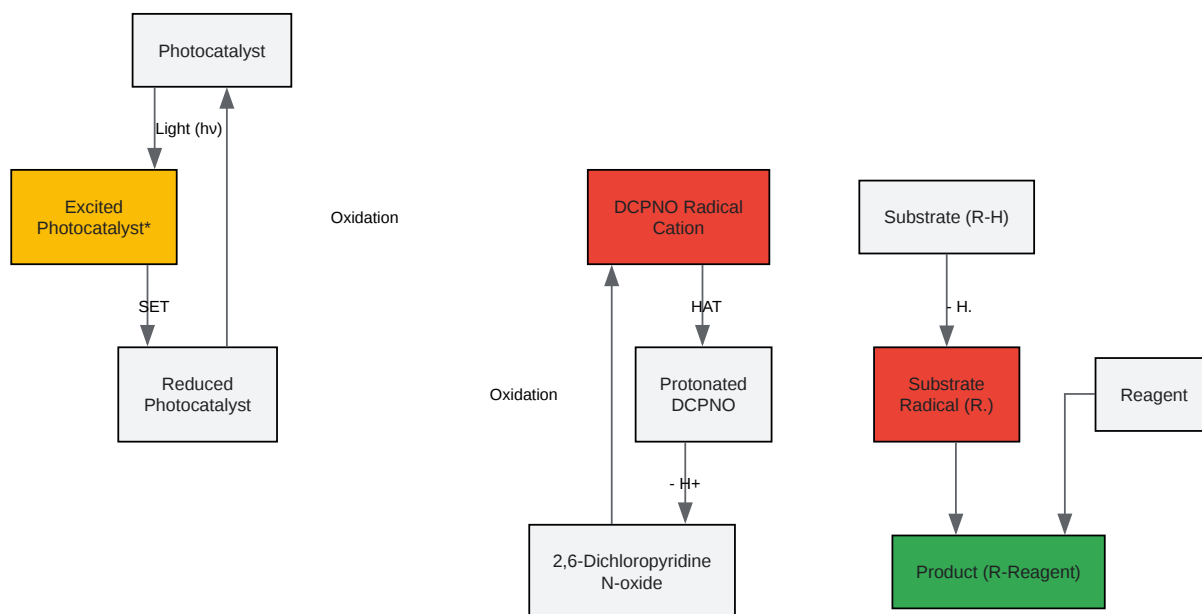 Photocatalyst
Light (hν)
Excited
Photocatalyst*
Oxidation
DCPNO Radical
Cation
Substrate (R-H)
SET
HAT
- H.
Reduced
Photocatalyst
Oxidation
Protonated
DCPNO
Substrate
Radical (R.)
Reagent
- H+
2,6-Dichloropyridine
N-oxide
Product (R-Reagent)